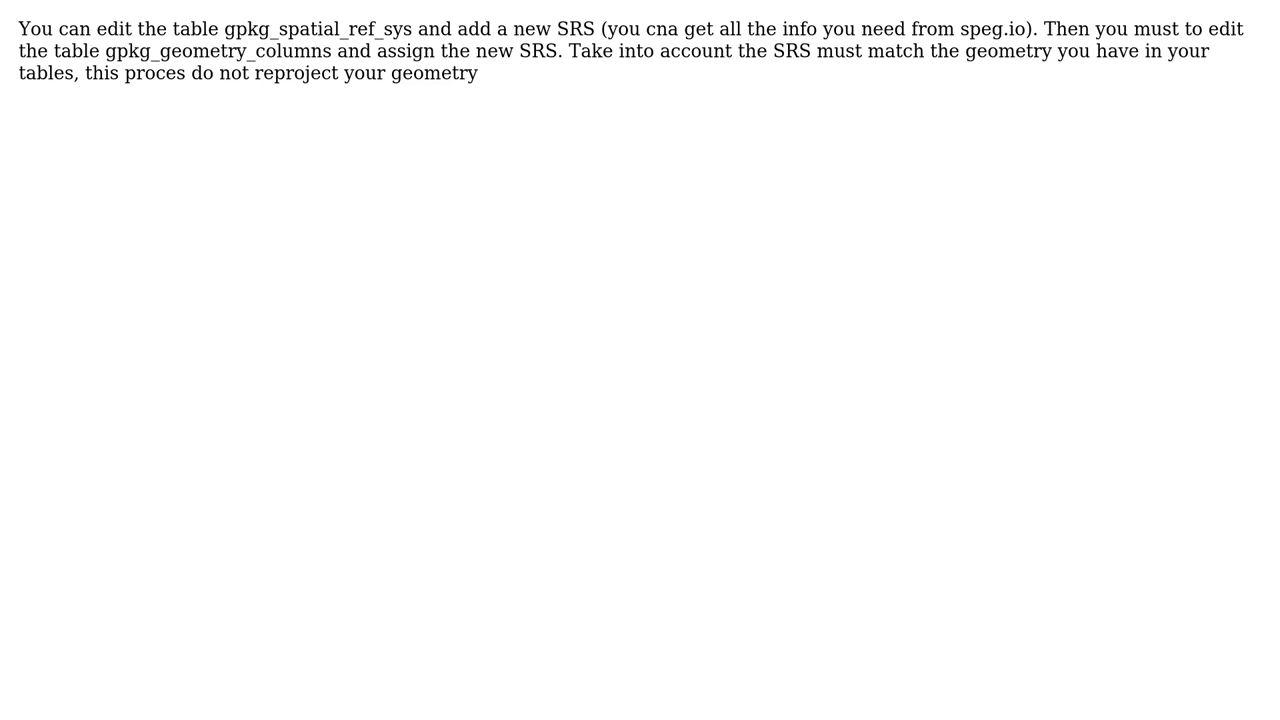 You can edit the table gpkg_spatial_ref_sys and add a new SRS (you cna get all the info you need from speg.io). Then you must to edit
the table gpkg_geometry_columns and assign the new SRS. Take into account the SRS must match the geometry you have in your
tables, this proces do not reproject your geometry